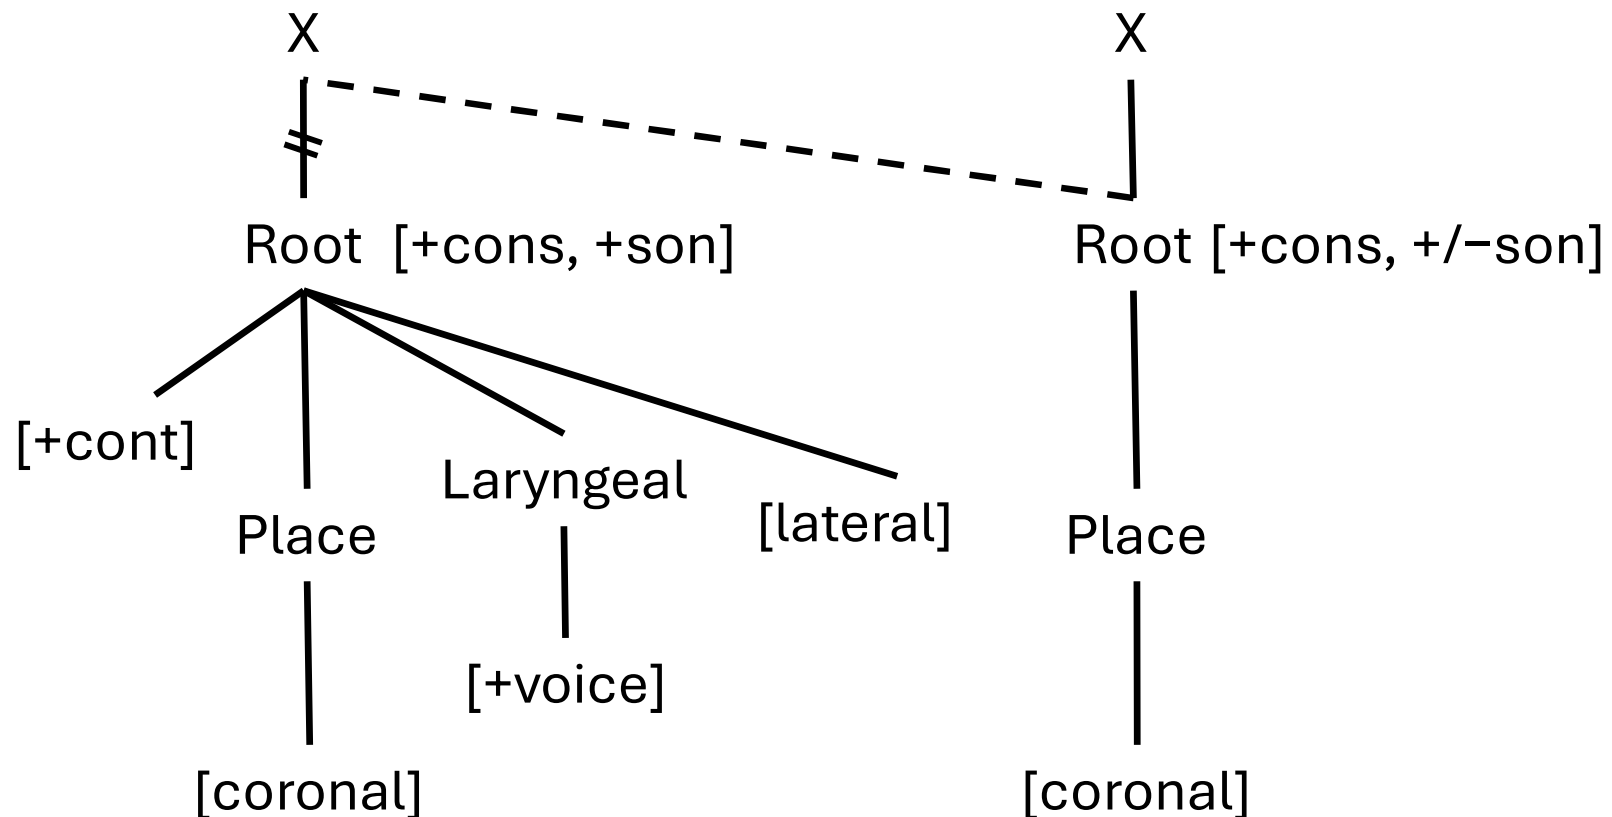 X X
Root [+cons, +son] Root [+cons, +/−son]
[+cont]
Laryngeal
[lateral]
Place Place
[+voice]
[coronal] [coronal]